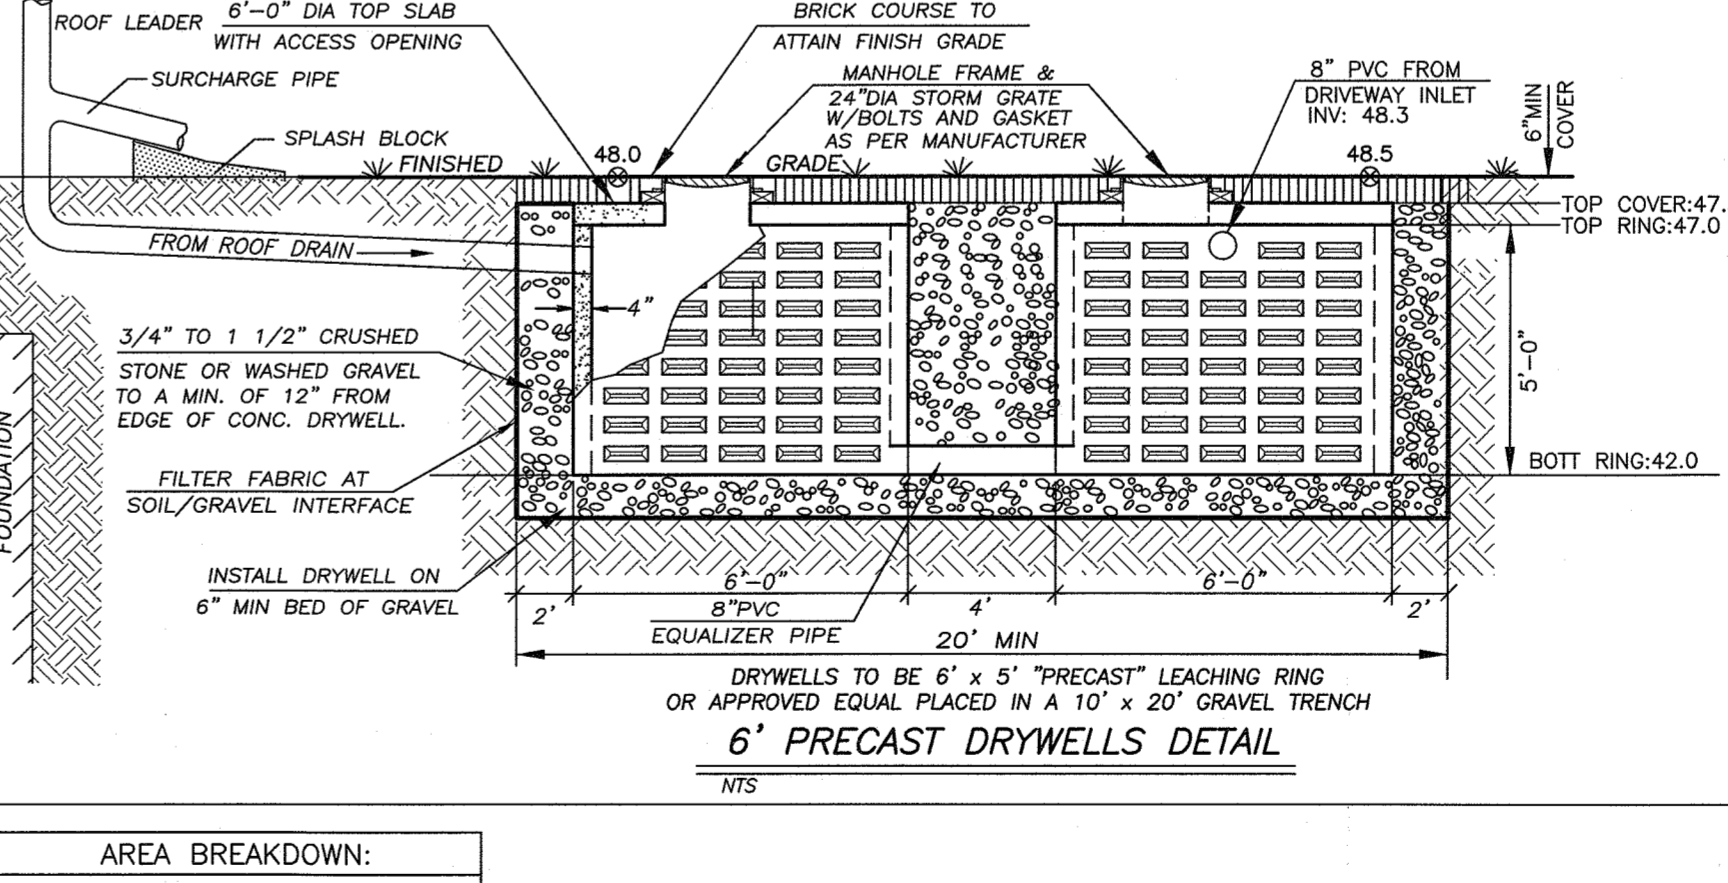 ROOF LEADER
6'-0" DIA TOP SLAB
WITH ACCESS OPENING
BRICK COURSE TO
ATTAIN FINISH GRADE
SURCHARGE PIPE
MANHOLE FRAME &
24"DIA STORM GRATE
W/BOLTS AND GASKET
AS PER MANUFACTURER
8" PVC FROM
DRIVEWAY INLET
INV: 48.3
6"MIN
COVER
SPLASH BLOCK
FINISHED
48.0
GRADE
48.5
TOP COVER:47.
TOP RING:47.0
FROM ROOF DRAIN
4"
3/4" TO 1 1/2" CRUSHED
STONE OR WASHED GRAVEL
TO A MIN. OF 12" FROM
EDGE OF CONC. DRYWELL.
5'-0"
FOUNDATION
BOTT RING:42.0
FILTER FABRIC AT
SOIL/GRAVEL INTERFACE
INSTALL DRYWELL ON
6" MIN BED OF GRAVEL
2'
6'-0"
4'
6'-0"
2'
8"PVC
EQUALIZER PIPE
20' MIN
DRYWELLS TO BE 6' x 5' "PRECAST" LEACHING RING
OR APPROVED EQUAL PLACED IN A 10' x 20' GRAVEL TRENCH
6' PRECAST DRYWELLS DETAIL
NTS
AREA BREAKDOWN: